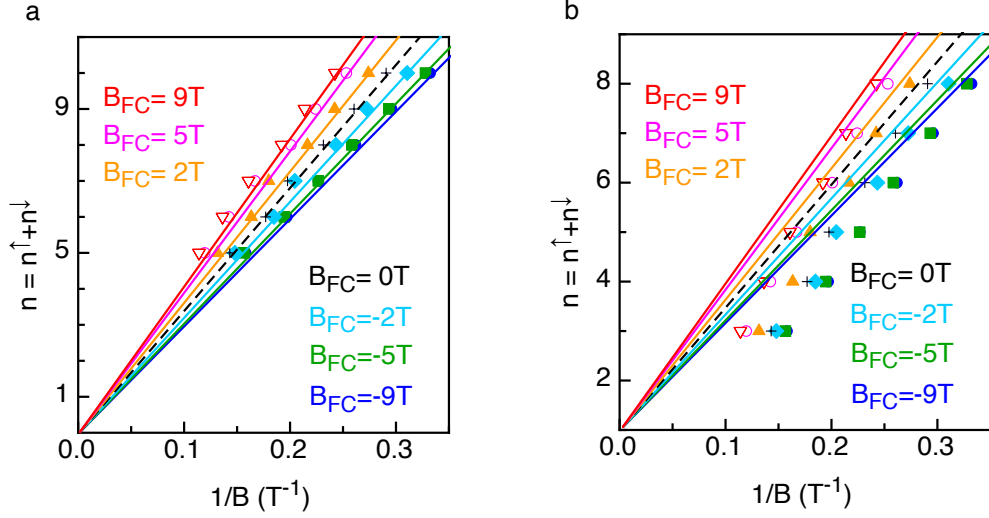 a
n = n↑+n↓
9
5
1
B_FC= 9T
B_FC= 5T
B_FC= 2T
B_FC= 0T
B_FC=-2T
B_FC=-5T
B_FC=-9T
0.0
0.1
0.2
0.3
1/B (T⁻¹)
b
n = n↑+n↓
8
6
4
2
B_FC= 9T
B_FC= 5T
B_FC= 2T
B_FC= 0T
B_FC=-2T
B_FC=-5T
B_FC=-9T
0.0
0.1
0.2
0.3
1/B (T⁻¹)